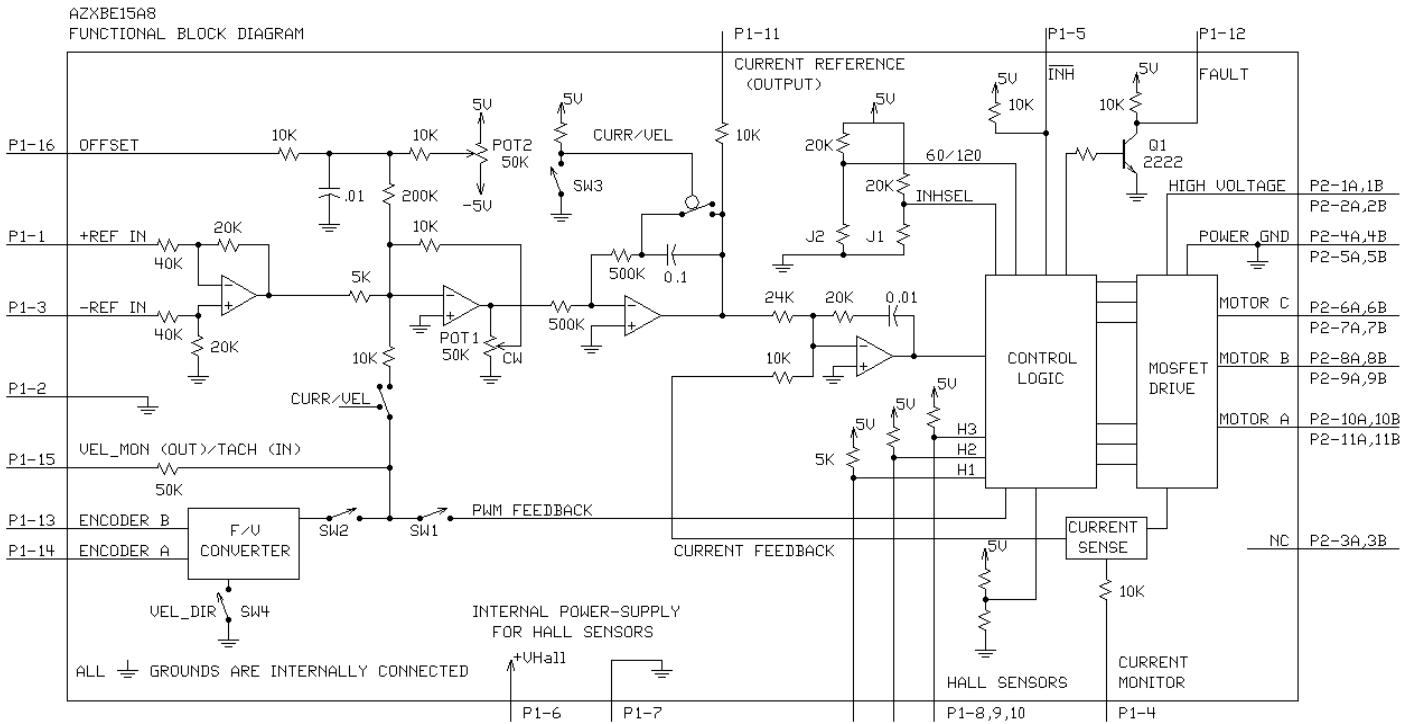 AZXBE15A8
FUNCTIONAL BLOCK DIAGRAM
P1-11
P1-5
P1-12
CURRENT REFERENCE
(OUTPUT)
INH
FAULT
5V
10K
5V
10K
Q1
2222
P1-16 OFFSET
10K
10K
5V
POT2
50K
-5V
.01
200K
5V
CURR/VEL
SW3
10K
5V
20K
60/120
20K
INHSEL
J2
J1
HIGH VOLTAGE P2-1A,1B
P2-2A,2B
POWER GND P2-4A,4B
P2-5A,5B
P1-1 +REF IN
40K
20K
10K
5K
P1-3 -REF IN
40K
20K
POT1
50K
CW
500K
0.1
500K
24K
20K
0.01
10K
CONTROL
LOGIC
MOSFET
DRIVE
MOTOR C P2-6A,6B
P2-7A,7B
MOTOR B P2-8A,8B
P2-9A,9B
MOTOR A P2-10A,10B
P2-11A,11B
P1-2
10K
CURR/VEL
P1-15 VEL_MON (OUT)/TACH (IN)
50K
5V
5V
5V
5K
H3
H2
H1
P1-13 ENCODER B
P1-14 ENCODER A
F/V
CONVERTER
SW2
SW1
PWM FEEDBACK
CURRENT FEEDBACK
CURRENT
SENSE
NC P2-3A,3B
5V
10K
VEL_DIR
SW4
INTERNAL POWER-SUPPLY
FOR HALL SENSORS
+VHall
ALL GROUNDS ARE INTERNALLY CONNECTED
HALL SENSORS
CURRENT
MONITOR
P1-6
P1-7
P1-8,9,10
P1-4